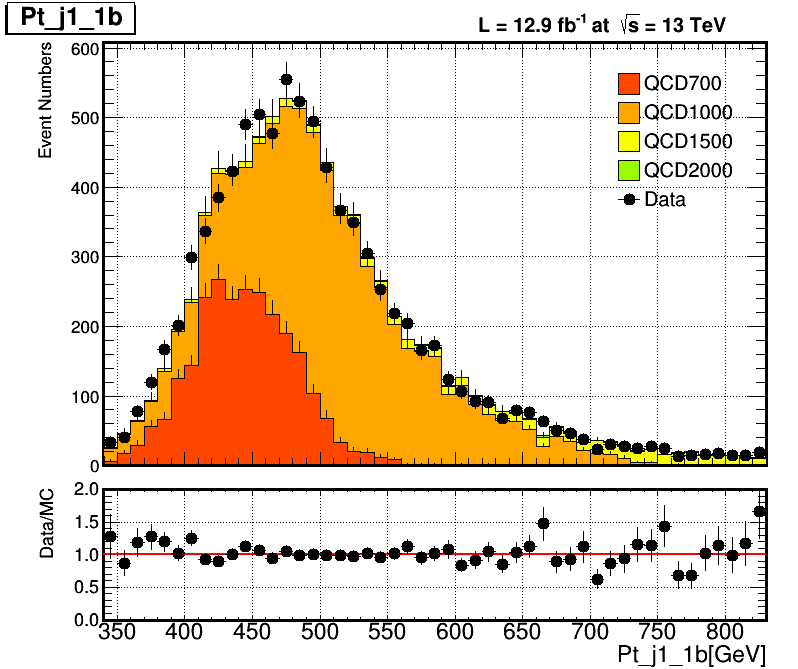 Pt_j1_1b
L = 12.9 fb⁻¹ at √s = 13 TeV
Event Numbers
600
500
400
300
200
100
0
QCD700
QCD1000
QCD1500
QCD2000
Data
Data/MC
2.0
1.5
1.0
0.5
0.0
350 400 450 500 550 600 650 700 750 800
Pt_j1_1b[GeV]